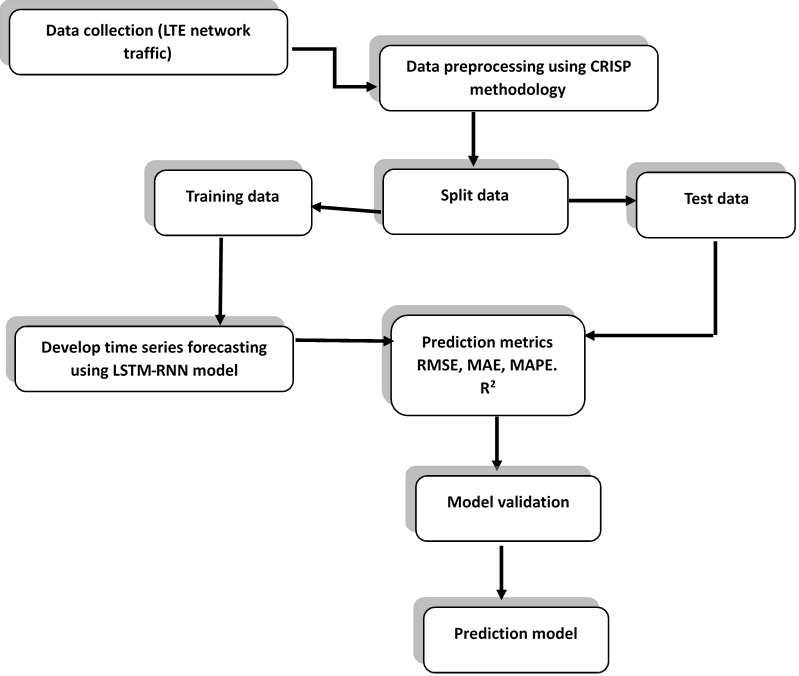 Data collection (LTE network
traffic)
Data preprocessing using CRISP
methodology
Training data
Split data
Test data
Develop time series forecasting
using LSTM-RNN model
Prediction metrics
RMSE, MAE, MAPE.
R²
Model validation
Prediction model